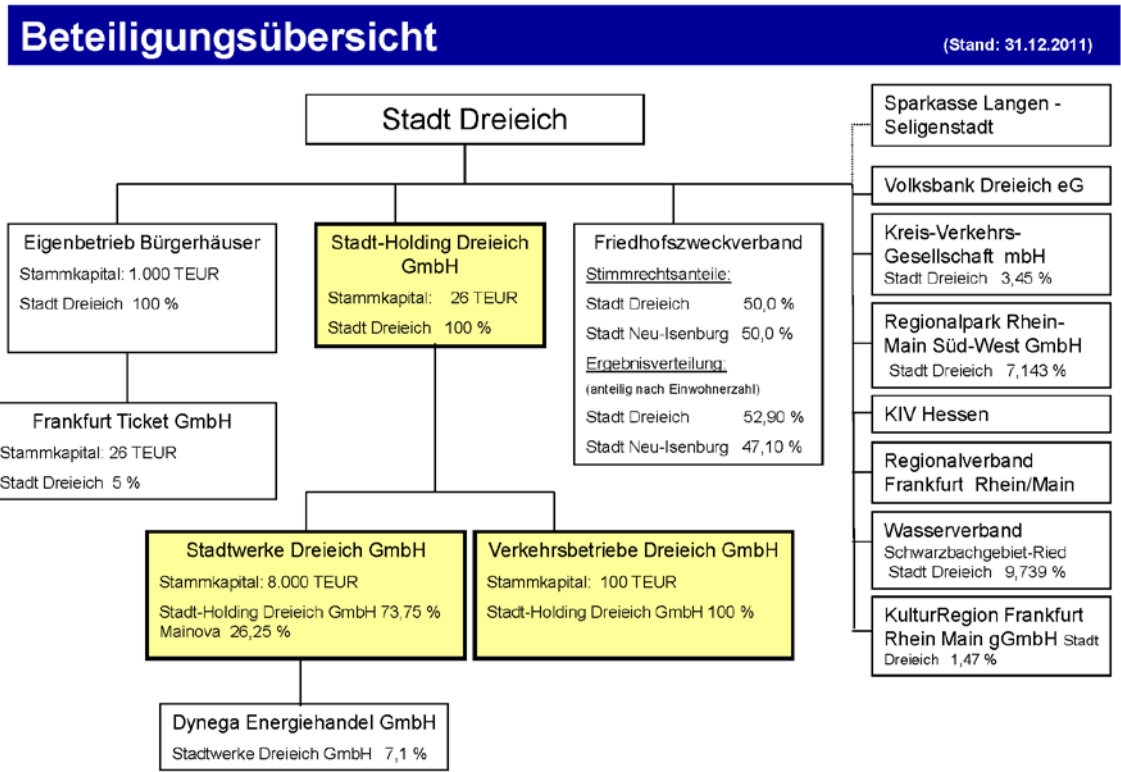 Beteiligungsübersicht
(Stand: 31.12.2011)
Stadt Dreieich
Eigenbetrieb Bürgerhäuser
Stammkapital: 1.000 TEUR
Stadt Dreieich 100 %
Frankfurt Ticket GmbH
Stammkapital: 26 TEUR
Stadt Dreieich 5 %
Stadt-Holding Dreieich
GmbH
Stammkapital: 26 TEUR
Stadt Dreieich 100 %
Friedhofszweckverband
Stimmrechtsanteile:
Stadt Dreieich 50,0 %
Stadt Neu-Isenburg 50,0 %
Ergebnisverteilung:
(anteilig nach Einwohnerzahl)
Stadt Dreieich 52,90 %
Stadt Neu-Isenburg 47,10 %
Stadtwerke Dreieich GmbH
Stammkapital: 8.000 TEUR
Stadt-Holding Dreieich GmbH 73,75 %
Mainova 26,25 %
Verkehrsbetriebe Dreieich GmbH
Stammkapital: 100 TEUR
Stadt-Holding Dreieich GmbH 100 %
Dynega Energiehandel GmbH
Stadtwerke Dreieich GmbH 7,1 %
Sparkasse Langen -
Seligenstadt
Volksbank Dreieich eG
Kreis-Verkehrs-
Gesellschaft mbH
Stadt Dreieich 3,45 %
Regionalpark Rhein-
Main Süd-West GmbH
Stadt Dreieich 7,143 %
KIV Hessen
Regionalverband
Frankfurt Rhein/Main
Wasserverband
Schwarzbachgebiet-Ried
Stadt Dreieich 9,739 %
KulturRegion Frankfurt
Rhein Main gGmbH Stadt
Dreieich 1,47 %